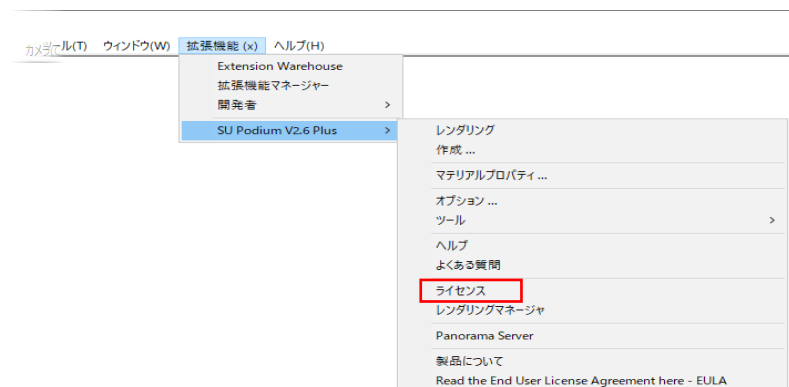 ール(T) ウィンドウ(W) 拡張機能 (x) ヘルプ(H)
Extension Warehouse
拡張機能マネージャー
開発者
SU Podium V2.6 Plus
レンダリング
作成 ...
マテリアルプロパティ ...
オプション ...
ツール
ヘルプ
よくある質問
ライセンス
レンダリングマネージャ
Panorama Server
製品について
Read the End User License Agreement here - EULA